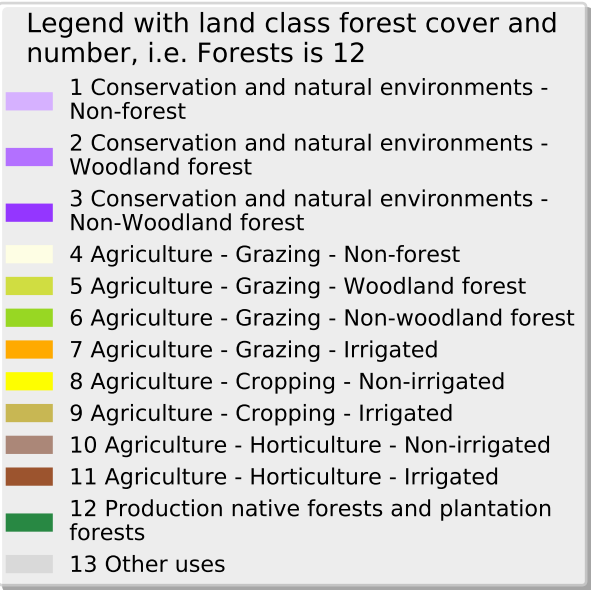 Legend with land class forest cover and
number, i.e. Forests is 12
1 Conservation and natural environments -
Non-forest
2 Conservation and natural environments -
Woodland forest
3 Conservation and natural environments -
Non-Woodland forest
4 Agriculture - Grazing - Non-forest
5 Agriculture - Grazing - Woodland forest
6 Agriculture - Grazing - Non-woodland forest
7 Agriculture - Grazing - Irrigated
8 Agriculture - Cropping - Non-irrigated
9 Agriculture - Cropping - Irrigated
10 Agriculture - Horticulture - Non-irrigated
11 Agriculture - Horticulture - Irrigated
12 Production native forests and plantation
forests
13 Other uses